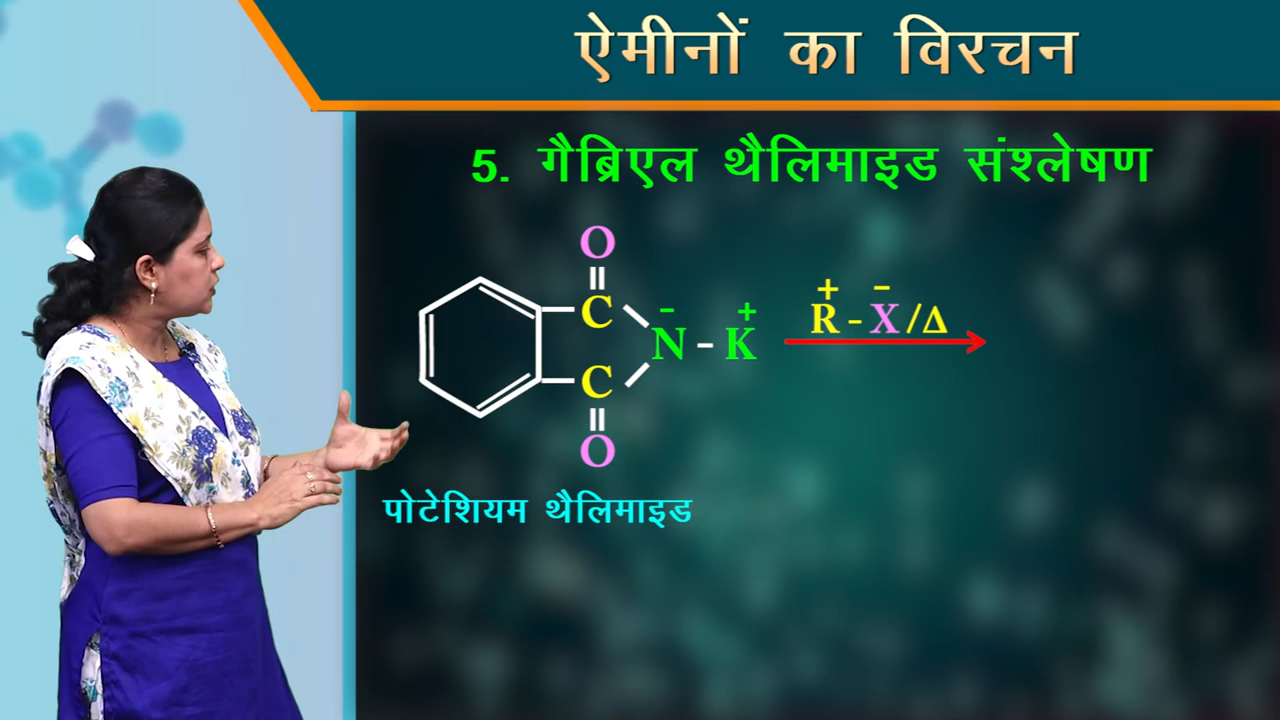 ऐमीनों का विरचन
5. गैब्रिएल थैलिमाइड संश्लेषण
O
C
− +
N - K
+ −
R - X /Δ
C
O
पोटेशियम थैलिमाइड